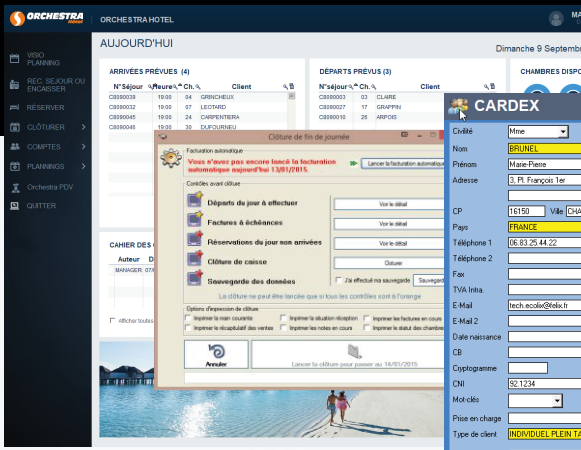 ORCHESTRA
ORCHESTRA HOTEL
MA
AUJOURD'HUI
Dimanche 9 Septembr
VISIO
PLANNING
REC. SEJOUR OU
ENCAISSER
RÉSERVER
CLÔTURER
COMPTES
PLANNINGS
Orchestra PDV
QUITTER
ARRIVÉES PRÉVUES (4)
N°Séjour Heure Ch. Client
C8090039 19:00 04 GRINCHEUX
C8090032 19:00 07 LEOTARD
C8090045 19:00 24 CARPENTIERA
C8090046 19:00 30 DUFOURNEU
DÉPARTS PRÉVUS (3)
N°séjour Ch. Client
C8090009 03 CLAIRE
C8090027 17 GRAPPIN
C8090010 26 ARPOIS
CHAMBRES DISPO
CAHIER DES
Auteur D
MANAGER 07/
Afficher toutes
Clôture de fin de journée
Facturation automatique
Vous n'avez pas encore lancé la facturation
automatique aujourd'hui 13/01/2015.
Lancer la facturation automatique
Contrôles avant clôture
Départs du jour à effectuer
Voir le détail
Factures à échéances
Voir le détail
Réservations du jour non arrivées
Voir le détail
Clôture de caisse
Cloturer
Sauvegarde des données
J'ai effectué ma sauvegarde
Sauvegard
La clôture ne peut être lancée que si tous les contrôles sont à l'orange
Options d'impression de clôture
Imprimer la main courante
Imprimer la situation réception
Imprimer les factures en cours
Imprimer le récapitulatif des ventes
Imprimer les notes en cours
Imprimer le statut des chambre
Annuler
Lancer la clôture pour passer au 14/01/2015
CARDEX
Civilité Mme
Nom BRUNEL
Prénom Marie-Pierre
Adresse 3, Pl. François 1er
CP 16150 Ville CHA
Pays FRANCE
Téléphone 1 06.83.25.44.22
Téléphone 2
Fax
TVA Intra.
E-Mail tech.ecolix@felix.fr
E-Mail 2
Date naissance
CB
Cryptogramme
CNI 92.1234
Mot-clés
Prise en charge
Type de client INDIVIDUEL PLEIN TA